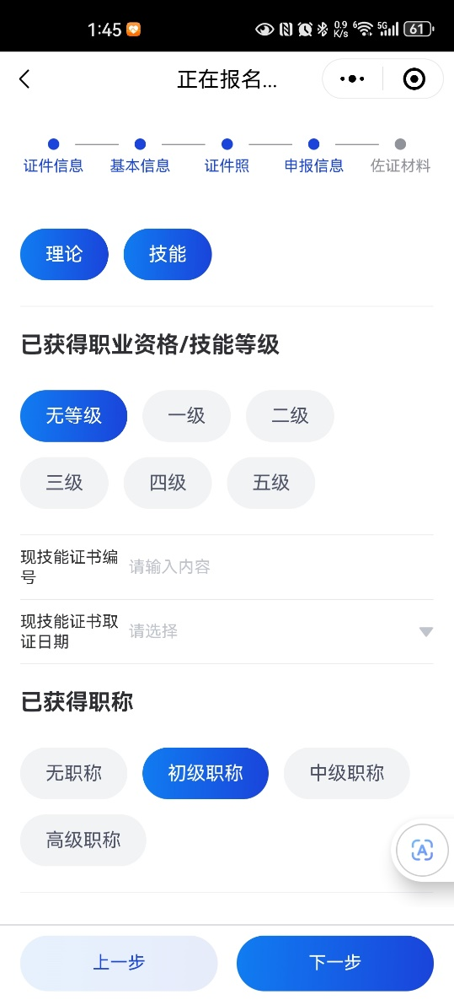 1:45
0.9
K/s
6
5G
61
正在报名...
证件信息
基本信息
证件照
申报信息
佐证材料
理论
技能
已获得职业资格/技能等级
无等级
一级
二级
三级
四级
五级
现技能证书编
号
请输入内容
现技能证书取
证日期
请选择
已获得职称
无职称
初级职称
中级职称
高级职称
A
上一步
下一步